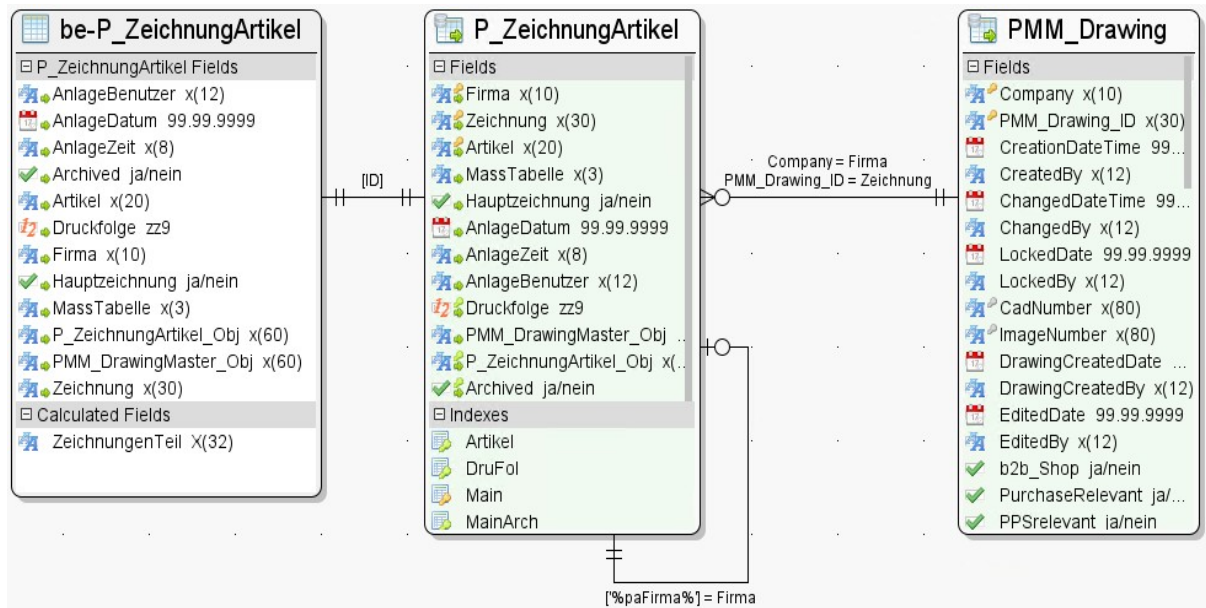 be-P_ZeichnungArtikel
P_ZeichnungArtikel Fields
AnlageBenutzer x(12)
AnlageDatum 99.99.9999
AnlageZeit x(8)
Archived ja/nein
Artikel x(20)
Druckfolge zz9
Firma x(10)
Hauptzeichnung ja/nein
MassTabelle x(3)
P_ZeichnungArtikel_Obj x(60)
PMM_DrawingMaster_Obj x(60)
Zeichnung x(30)
Calculated Fields
ZeichnungenTeil X(32)
[ID]
P_ZeichnungArtikel
Fields
Firma x(10)
Zeichnung x(30)
Artikel x(20)
MassTabelle x(3)
Hauptzeichnung ja/nein
AnlageDatum 99.99.9999
AnlageZeit x(8)
AnlageBenutzer x(12)
Druckfolge zz9
PMM_DrawingMaster_Obj ...
P_ZeichnungArtikel_Obj x(...
Archived ja/nein
Indexes
Artikel
DruFol
Main
MainArch
['%paFirma%'] = Firma
Company = Firma
PMM_Drawing_ID = Zeichnung
PMM_Drawing
Fields
Company x(10)
PMM_Drawing_ID x(30)
CreationDateTime 99...
CreatedBy x(12)
ChangedDateTime 99...
ChangedBy x(12)
LockedDate 99.99.9999
LockedBy x(12)
CadNumber x(80)
ImageNumber x(80)
DrawingCreatedDate ...
DrawingCreatedBy x(12)
EditedDate 99.99.9999
EditedBy x(12)
b2b_Shop ja/nein
PurchaseRelevant ja/...
PPSrelevant ja/nein